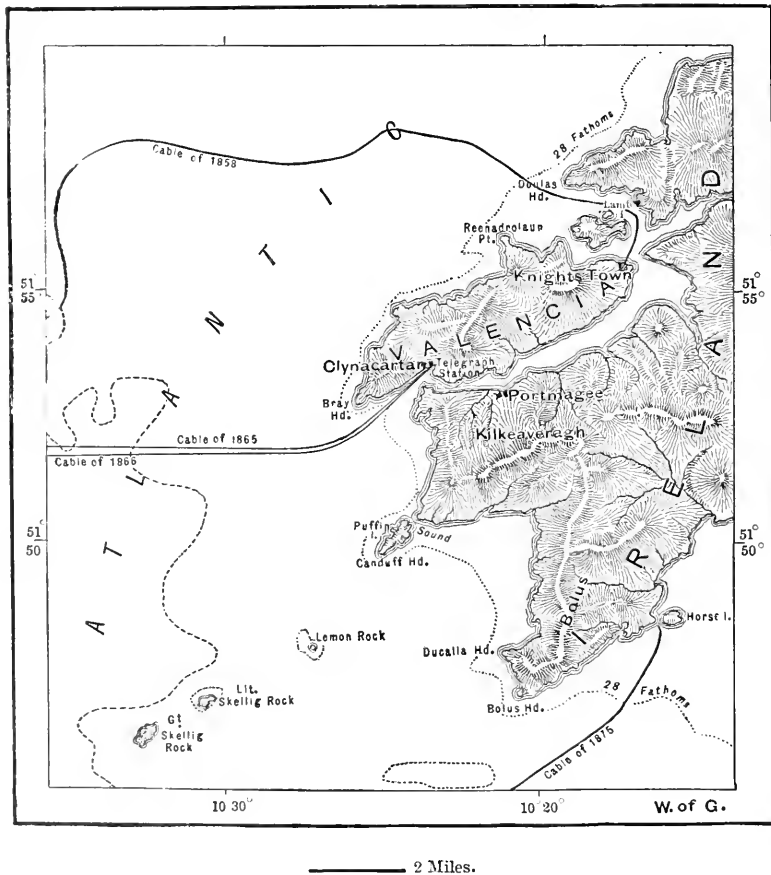 28 Fathoms
Cable of 1858
Doulas
Hd.
Lamb
I.
Reenadrolaun
Pt.
Knights Town
51°
55'
51°
55'
VALENCIA
Clynacartan
Telegraph
Station
Bray
Hd.
Portmagee
Kilkeaveragh
Cable of 1865
Cable of 1866
ATLANTIC
IRELAND
51
50
51°
50
Puffin
I.
Sound
Canduff Hd.
Bolus
Horse I.
Lemon Rock
Ducalla Hd.
Lit.
Skellig Rock
Bolus Hd.
28 Fathoms
Gt.
Skellig
Rock
Cable of 1875
10°30'
10°20'
W. of G.
2 Miles.